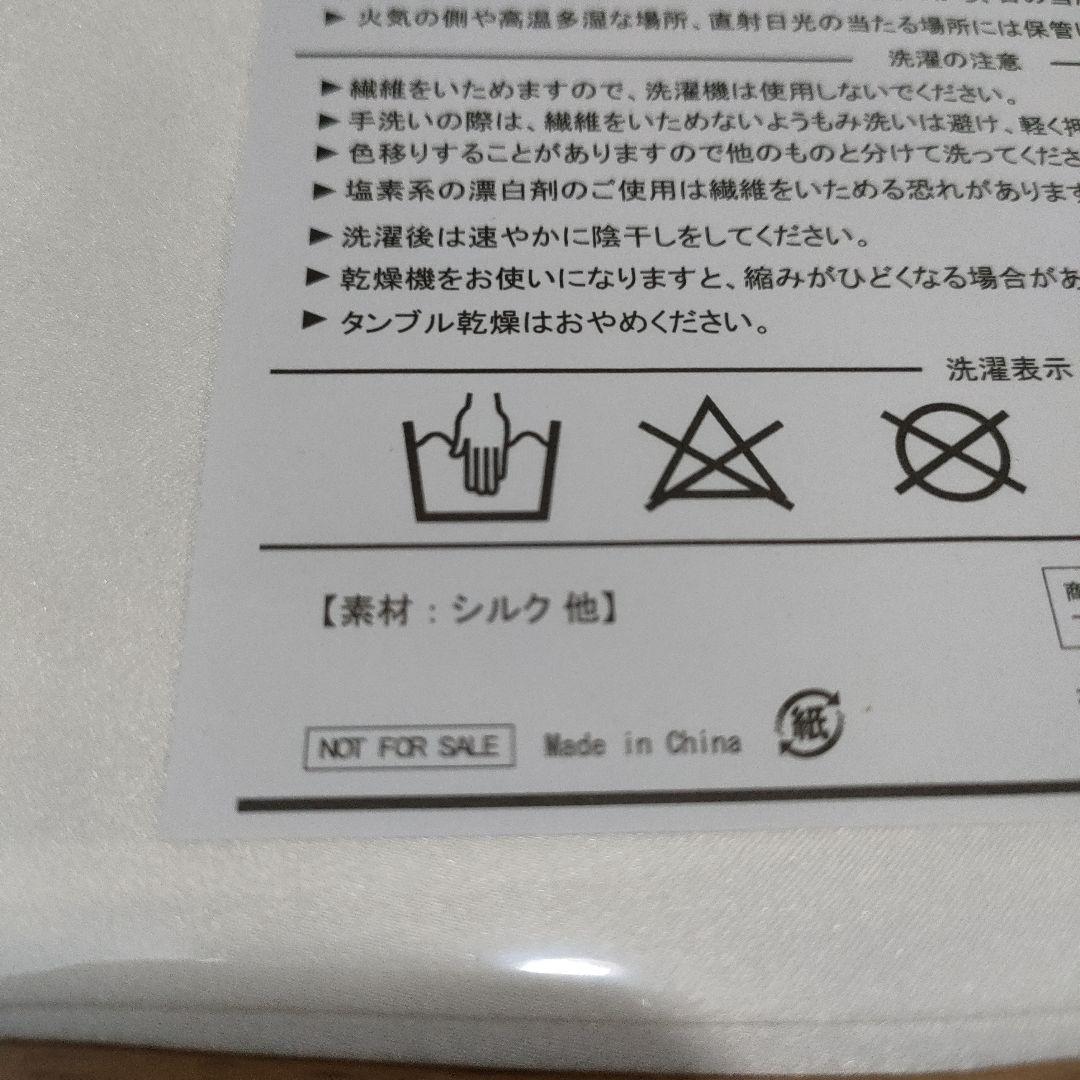 ▶ 火気の側や高温多湿な場所、直射日光の当たる場所には保管
洗濯の注意
▶ 繊維をいためますので、洗濯機は使用しないでください。
▶ 手洗いの際は、繊維をいためないようもみ洗いは避け、軽く押
▶ 色移りすることがありますので他のものと分けて洗ってくださ
▶ 塩素系の漂白剤のご使用は繊維をいためる恐れがあります
▶ 洗濯後は速やかに陰干しをしてください。
▶ 乾燥機をお使いになりますと、縮みがひどくなる場合があ
▶ タンブル乾燥はおやめください。
洗濯表示
【素材：シルク 他】
商
NOT FOR SALE
Made in China
紙